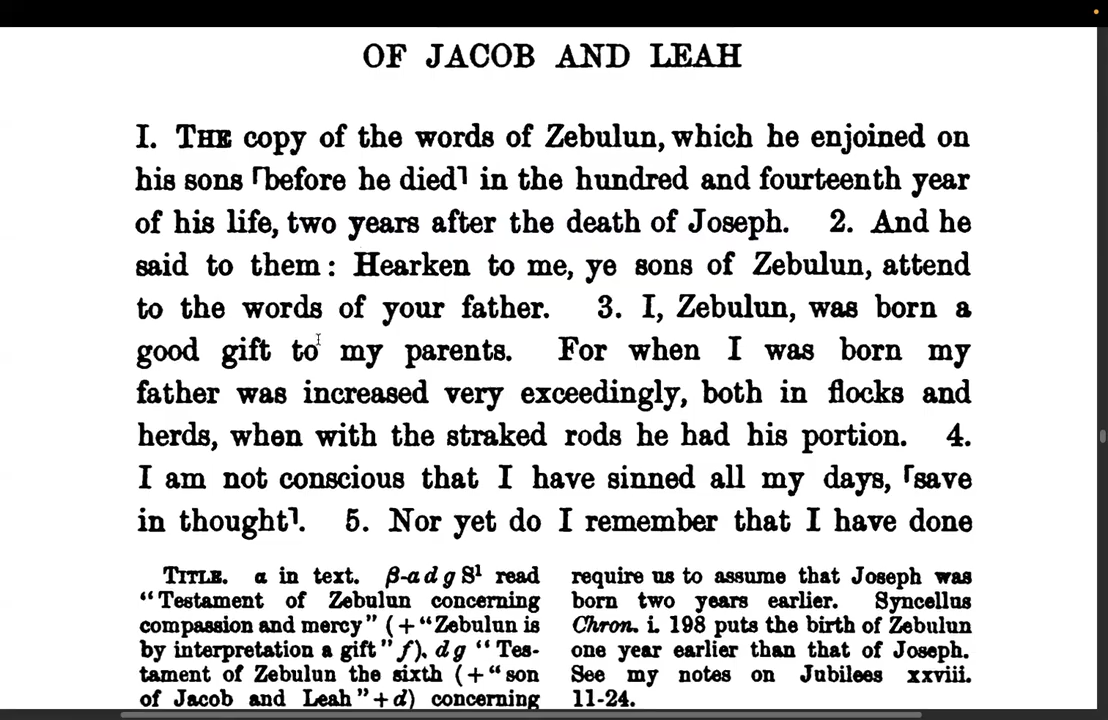 OF JACOB AND LEAH
I. THE copy of the words of Zebulun, which he enjoined on
his sons ⌜before he died⌝ in the hundred and fourteenth year
of his life, two years after the death of Joseph. 2. And he
said to them: Hearken to me, ye sons of Zebulun, attend
to the words of your father. 3. I, Zebulun, was born a
good gift to my parents. For when I was born my
father was increased very exceedingly, both in flocks and
herds, when with the straked rods he had his portion. 4.
I am not conscious that I have sinned all my days, ⌜save
in thought⌝. 5. Nor yet do I remember that I have done
TITLE. α in text. β-a d g S¹ read
“Testament of Zebulun concerning
compassion and mercy” (+“Zebulun is
by interpretation a gift” f). d g “Tes-
tament of Zebulun the sixth (+“son
of Jacob and Leah”+d) concerning
require us to assume that Joseph was
born two years earlier. Syncellus
Chron. i. 198 puts the birth of Zebulun
one year earlier than that of Joseph.
See my notes on Jubilees xxviii.
11-24.